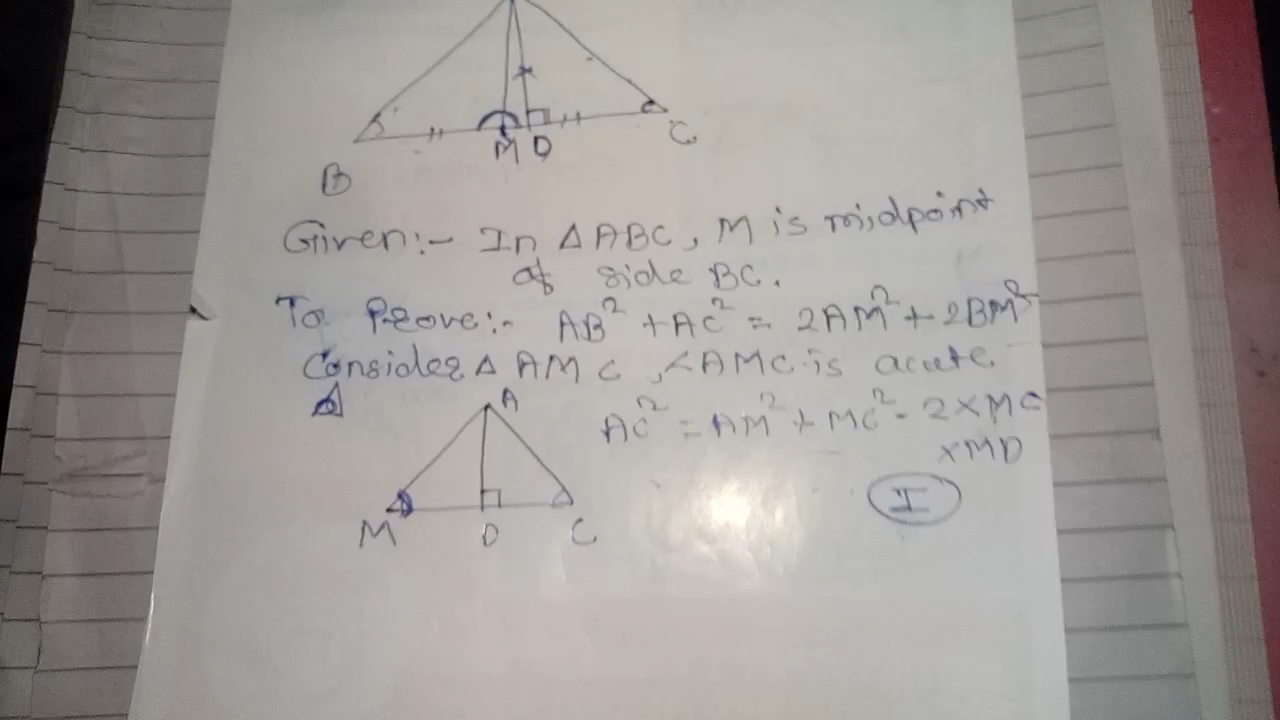 B M D C
Given:- In △ABC, M is midpoint
of side BC.
To Prove:- AB² + AC² = 2AM² + 2BM²
Consider △ AMC, ∠AMC is acute
A
AC² = AM² + MC² - 2×MC
×MD
I
M D C